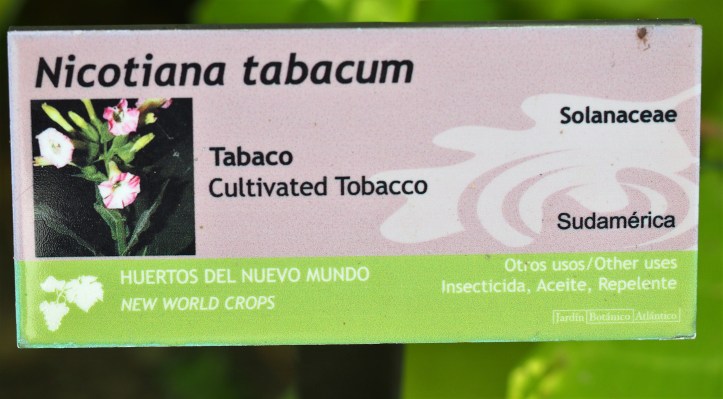 Nicotiana tabacum
Solanaceae
Tabaco
Cultivated Tobacco
Sudamérica
HUERTOS DEL NUEVO MUNDO
NEW WORLD CROPS
Otros usos/Other uses
Insecticida, Aceite, Repelente
Jardín Botánico Atlántico